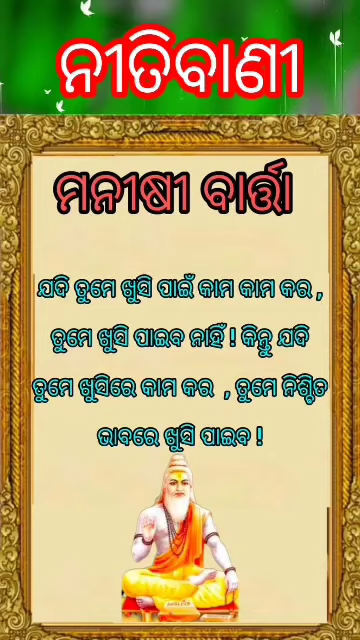 ନୀତିବାଣୀ
ମନୀଷୀ ବାର୍ତ୍ତା
ଯଦି ତୁମେ ଖୁସି ପାଇଁ କାମ କାମ କର ,
ତୁମେ ଖୁସି ପାଇବ ନାହିଁ ! କିନ୍ତୁ ଯଦି
ତୁମେ ଖୁସିରେ କାମ କର , ତୁମେ ନିଶ୍ଚିତ
ଭାବରେ ଖୁସି ପାଇବ !